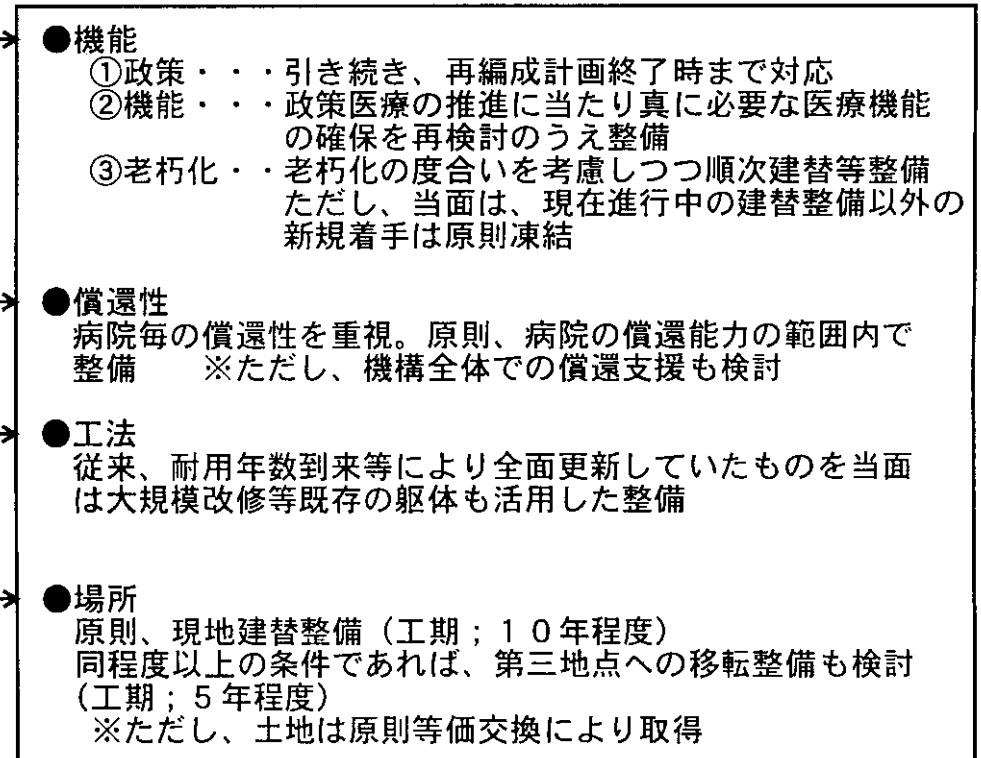 ●機能
①政策・・・引き続き、再編成計画終了時まで対応
②機能・・・政策医療の推進に当たり真に必要な医療機能
の確保を再検討のうえ整備
③老朽化・・老朽化の度合いを考慮しつつ順次建替等整備
ただし、当面は、現在進行中の建替整備以外の
新規着手は原則凍結
●償還性
病院毎の償還性を重視。原則、病院の償還能力の範囲内で
整備　　※ただし、機構全体での償還支援も検討
●工法
従来、耐用年数到来等により全面更新していたものを当面
は大規模改修等既存の躯体も活用した整備
●場所
原則、現地建替整備（工期；１０年程度）
同程度以上の条件であれば、第三地点への移転整備も検討
（工期；５年程度）
※ただし、土地は原則等価交換により取得